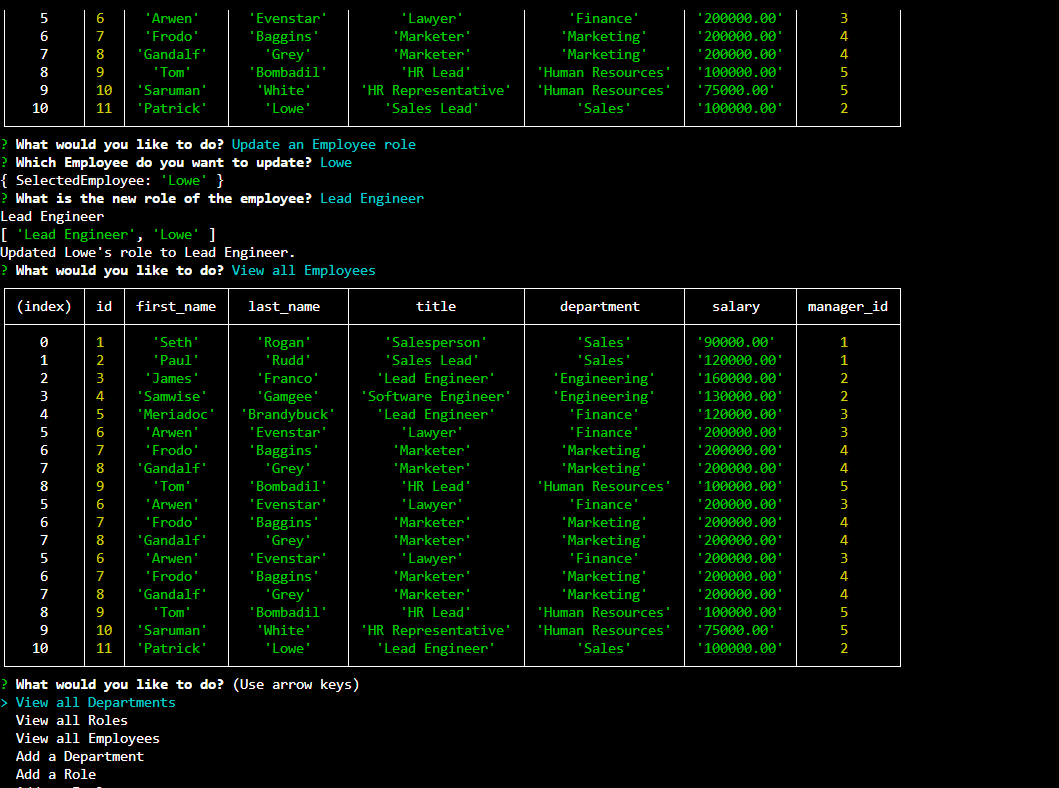 5 6 'Arwen' 'Evenstar' 'Lawyer' 'Finance' '200000.00' 3
6 7 'Frodo' 'Baggins' 'Marketer' 'Marketing' '200000.00' 4
7 8 'Gandalf' 'Grey' 'Marketer' 'Marketing' '200000.00' 4
8 9 'Tom' 'Bombadil' 'HR Lead' 'Human Resources' '100000.00' 5
9 10 'Saruman' 'White' 'HR Representative' 'Human Resources' '75000.00' 5
10 11 'Patrick' 'Lowe' 'Sales Lead' 'Sales' '100000.00' 2
? What would you like to do? Update an Employee role
? Which Employee do you want to update? Lowe
{ SelectedEmployee: 'Lowe' }
? What is the new role of the employee? Lead Engineer
Lead Engineer
[ 'Lead Engineer', 'Lowe' ]
Updated Lowe's role to Lead Engineer.
? What would you like to do? View all Employees
(index) id first_name last_name title department salary manager_id
0 1 'Seth' 'Rogan' 'Salesperson' 'Sales' '90000.00' 1
1 2 'Paul' 'Rudd' 'Sales Lead' 'Sales' '120000.00' 1
2 3 'James' 'Franco' 'Lead Engineer' 'Engineering' '160000.00' 2
3 4 'Samwise' 'Gamgee' 'Software Engineer' 'Engineering' '130000.00' 2
4 5 'Meriadoc' 'Brandybuck' 'Lead Engineer' 'Finance' '120000.00' 3
5 6 'Arwen' 'Evenstar' 'Lawyer' 'Finance' '200000.00' 3
6 7 'Frodo' 'Baggins' 'Marketer' 'Marketing' '200000.00' 4
7 8 'Gandalf' 'Grey' 'Marketer' 'Marketing' '200000.00' 4
8 9 'Tom' 'Bombadil' 'HR Lead' 'Human Resources' '100000.00' 5
5 6 'Arwen' 'Evenstar' 'Lawyer' 'Finance' '200000.00' 3
6 7 'Frodo' 'Baggins' 'Marketer' 'Marketing' '200000.00' 4
7 8 'Gandalf' 'Grey' 'Marketer' 'Marketing' '200000.00' 4
5 6 'Arwen' 'Evenstar' 'Lawyer' 'Finance' '200000.00' 3
6 7 'Frodo' 'Baggins' 'Marketer' 'Marketing' '200000.00' 4
7 8 'Gandalf' 'Grey' 'Marketer' 'Marketing' '200000.00' 4
8 9 'Tom' 'Bombadil' 'HR Lead' 'Human Resources' '100000.00' 5
9 10 'Saruman' 'White' 'HR Representative' 'Human Resources' '75000.00' 5
10 11 'Patrick' 'Lowe' 'Lead Engineer' 'Sales' '100000.00' 2
? What would you like to do? (Use arrow keys)
> View all Departments
View all Roles
View all Employees
Add a Department
Add a Role